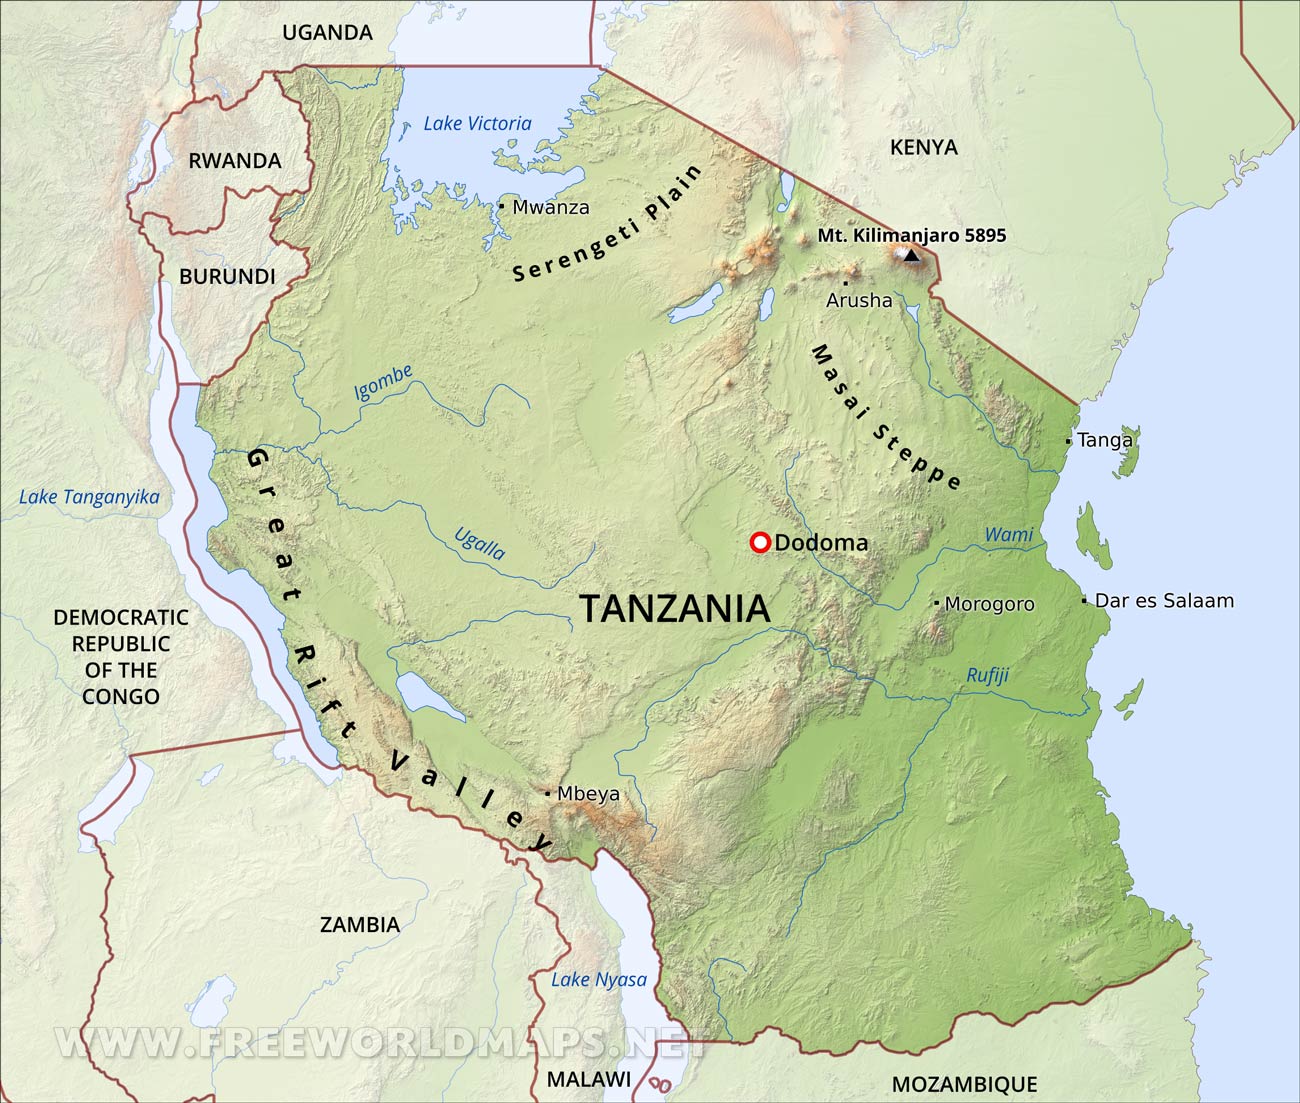 UGANDA
Lake Victoria
KENYA
RWANDA
Serengeti Plain
Mwanza
Mt. Kilimanjaro 5895
BURUNDI
Arusha
Masai Steppe
Igombe
Tanga
Great Rift Valley
Lake Tanganyika
Ugalla
Dodoma
Wami
TANZANIA
Morogoro
Dar es Salaam
DEMOCRATIC
REPUBLIC
OF THE
CONGO
Rufiji
Mbeya
ZAMBIA
Lake Nyasa
WWW.FREEWORLDMAPS.NET
MALAWI
MOZAMBIQUE